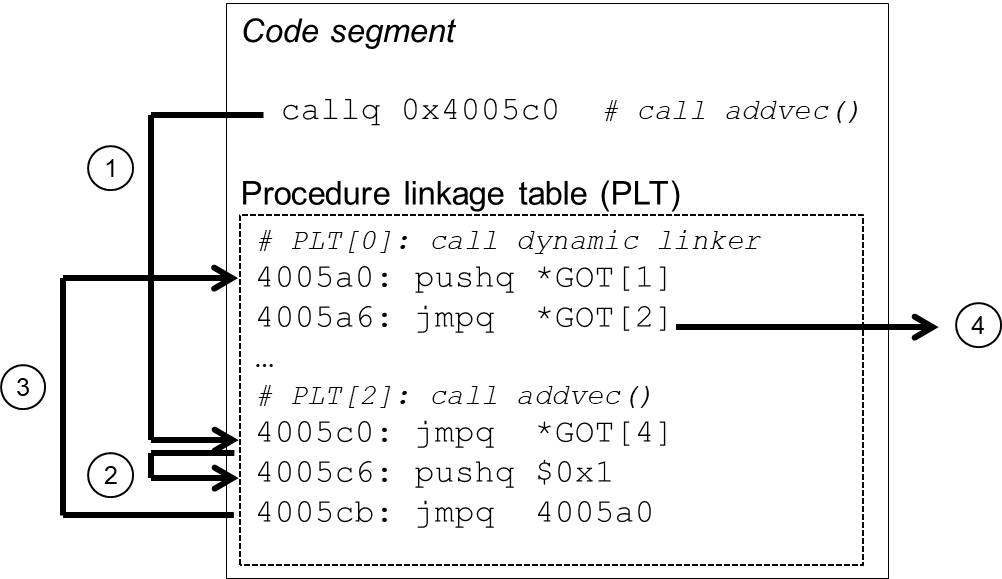 Code segment
callq 0x4005c0 # call addvec()
1
Procedure linkage table (PLT)
# PLT[0]: call dynamic linker
4005a0: pushq *GOT[1]
4005a6: jmpq *GOT[2]
4
…
3
# PLT[2]: call addvec()
4005c0: jmpq *GOT[4]
2
4005c6: pushq $0x1
4005cb: jmpq 4005a0